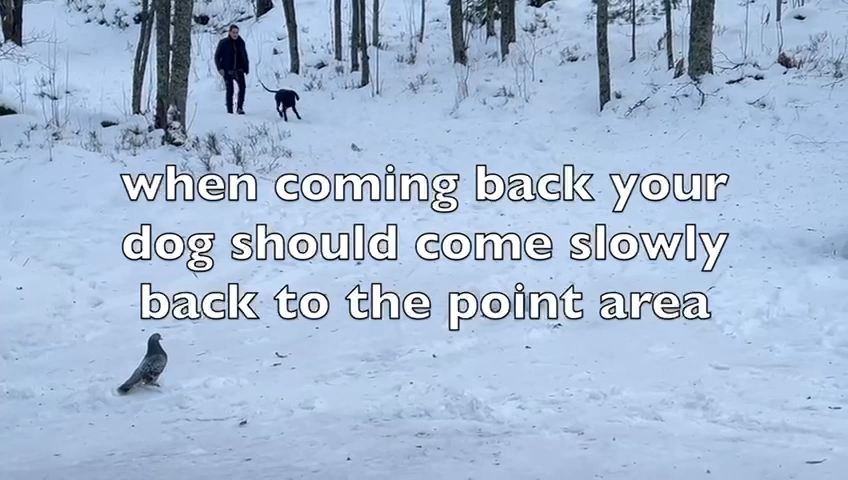 when coming back your
dog should come slowly
back to the point area